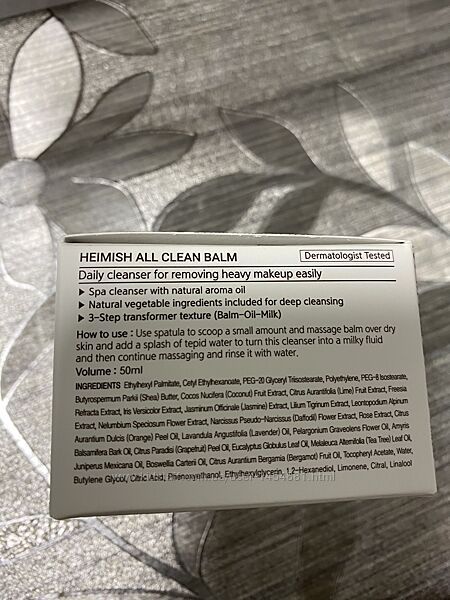 HEIMISH ALL CLEAN BALM
Dermatologist Tested
Daily cleanser for removing heavy makeup easily
▶ Spa cleanser with natural aroma oil
▶ Natural vegetable ingredients included for deep cleansing
▶ 3-Step transformer texture (Balm-Oil-Milk)
How to use : Use spatula to scoop a small amount and massage balm over dry
skin and add a splash of tepid water to turn this cleanser into a milky fluid
and then continue massaging and rinse it with water.
Volume : 50ml
INGREDIENTS Ethylhexyl Palmitate, Cetyl Ethylhexanoate, PEG-20 Glyceryl Triisostearate, Polyethylene, PEG-8 Isostearate,
Butyrospermum Parkii (Shea) Butter, Cocos Nucifera (Coconut) Fruit Extract, Citrus Aurantifolia (Lime) Fruit Extract, Freesia
Refracta Extract, Iris Versicolor Extract, Jasminum Officinale (Jasmine) Extract, Lilium Tigrinum Extract, Leontopodium Alpinum
Extract, Nelumbium Speciosum Flower Extract, Narcissus Pseudo-Narcissus (Daffodil) Flower Extract, Rose Extract, Citrus
Aurantium Dulcis (Orange) Peel Oil, Lavandula Angustifolia (Lavender) Oil, Pelargonium Graveolens Flower Oil, Amyris
Balsamifera Bark Oil, Citrus Paradisi (Grapefruit) Peel Oil, Eucalyptus Globulus Leaf Oil, Melaleuca Alternifolia (Tea Tree) Leaf Oil,
Juniperus Mexicana Oil, Boswellia Carterii Oil, Citrus Aurantium Bergamia (Bergamot) Fruit Oil, Tocopheryl Acetate, Water,
Butylene Glycol, Citric Acid, Phenoxyethanol, Ethylhexylglycerin, 1,2-Hexanediol, Limonene, Citral, Linalool